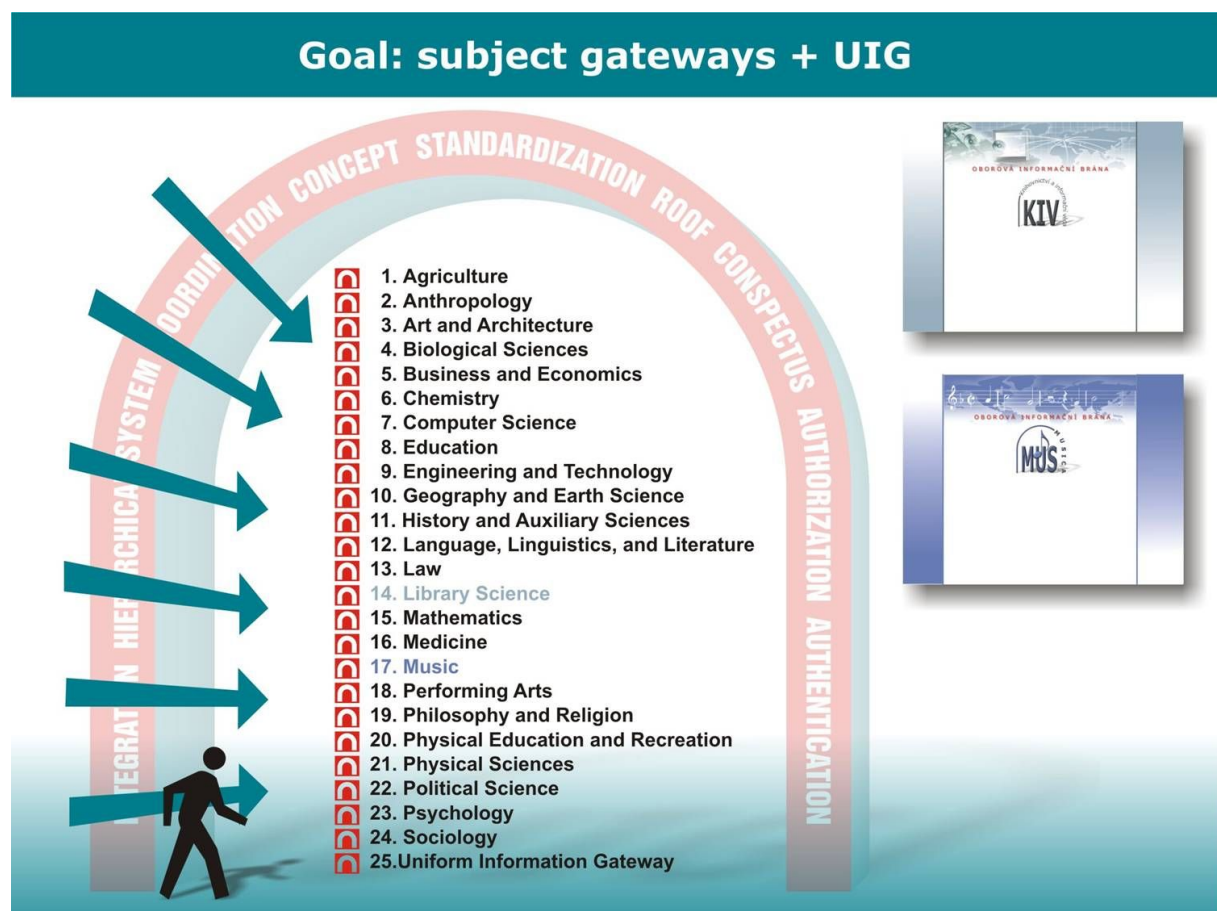 Goal: subject gateways + UIG
INTEGRATION HIERARCHICAL SYSTEM COORDINATION CONCEPT STANDARDIZATION ROOF CONSPECTUS AUTHORIZATION AUTHENTICATION
1. Agriculture
2. Anthropology
3. Art and Architecture
4. Biological Sciences
5. Business and Economics
6. Chemistry
7. Computer Science
8. Education
9. Engineering and Technology
10. Geography and Earth Science
11. History and Auxiliary Sciences
12. Language, Linguistics, and Literature
13. Law
14. Library Science
15. Mathematics
16. Medicine
17. Music
18. Performing Arts
19. Philosophy and Religion
20. Physical Education and Recreation
21. Physical Sciences
22. Political Science
23. Psychology
24. Sociology
25.Uniform Information Gateway
OBOROVÁ INFORMAČNÍ BRÁNA
KIV
OBOROVÁ INFORMAČNÍ BRÁNA
MUS
MUSICA